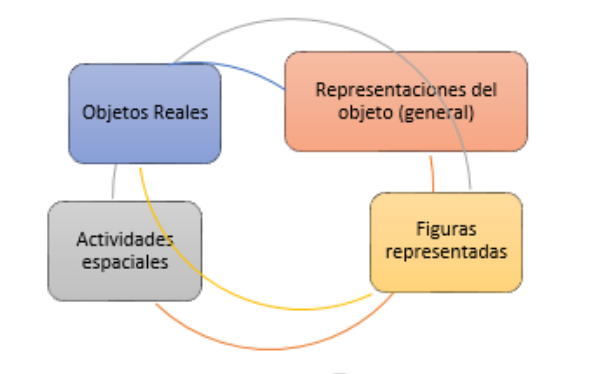 Objetos Reales
Representaciones del
objeto (general)
Actividades
espaciales
Figuras
representadas